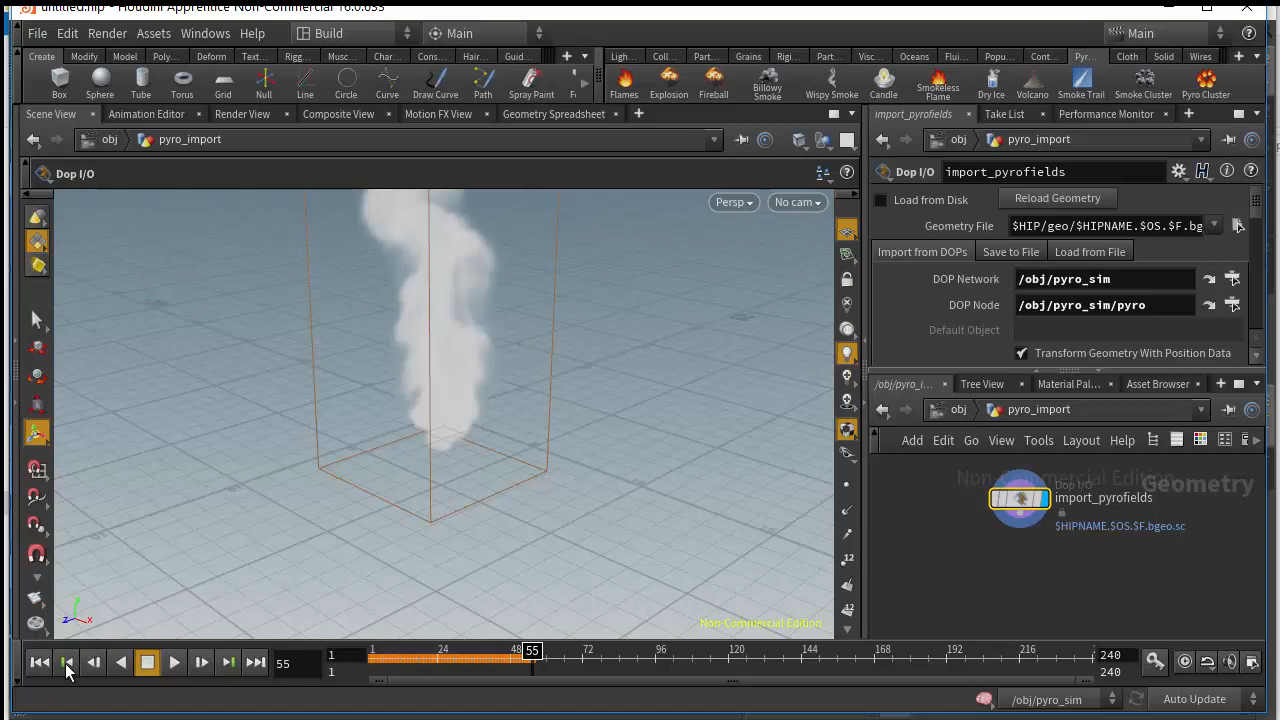 untitled.hip - Houdini Apprentice Non-Commercial 16.0.633
File Edit Render Assets Windows Help Build Main Main
Create Modify Model Poly... Deform Text... Rigg... Musc... Char... Cons... Hair... Guid...
Ligh... Coll... Part... Grains Rigi... Part... Visc... Oceans Flui... Popu... Cont... Pyr... Cloth Solid Wires
Box Sphere Tube Torus Grid Null Line Circle Curve Draw Curve Path Spray Paint F
Flames Explosion Fireball Billowy Smoke Wispy Smoke Candle Smokeless Flame Dry Ice Volcano Smoke Trail Smoke Cluster Pyro Cluster
Scene View Animation Editor Render View Composite View Motion FX View Geometry Spreadsheet
import_pyrofields Take List Performance Monitor
obj pyro_import
obj pyro_import
Dop I/O
Dop I/O import_pyrofields
Persp No cam
Load from Disk Reload Geometry
Geometry File $HIP/geo/$HIPNAME.$OS.$F.bg
Import from DOPs Save to File Load from File
DOP Network /obj/pyro_sim
DOP Node /obj/pyro_sim/pyro
Default Object
Transform Geometry With Position Data
/obj/pyro_i... Tree View Material Pal... Asset Browser
obj pyro_import
Add Edit Go View Tools Layout Help
Non-Commercial Edition
Geometry
Dop I/O
import_pyrofields
$HIPNAME.$OS.$F.bgeo.sc
12
12
z x
Non-Commercial Edition
55
1 1 24 48 55 72 96 120 144 168 192 216 240
1 240
/obj/pyro_sim Auto Update